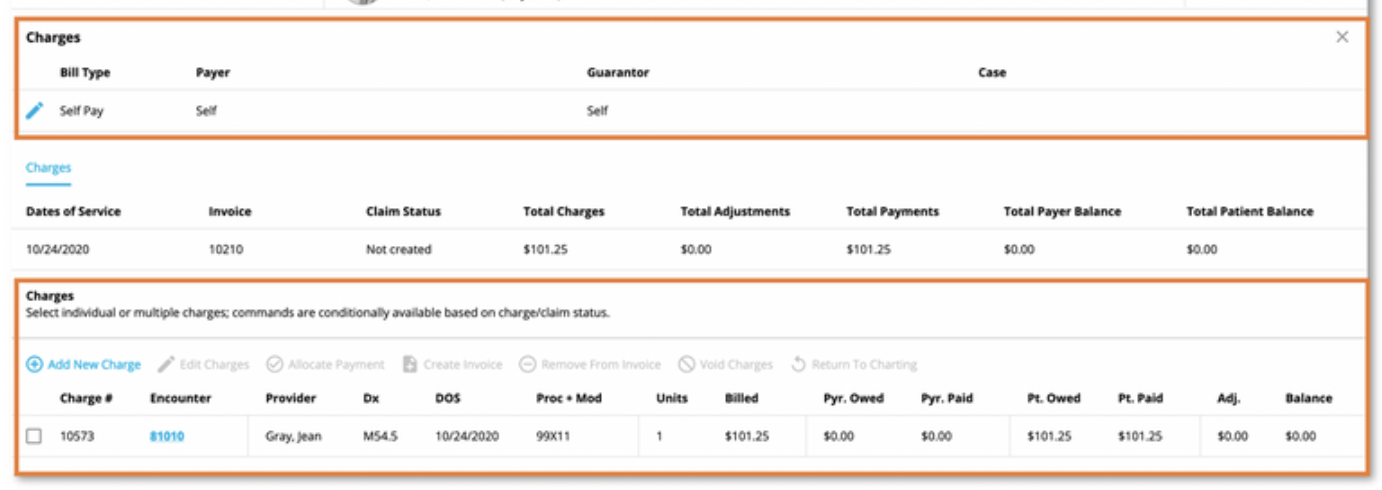 Charges
Bill Type Payer Guarantor Case
Self Pay Self Self
Charges
Dates of Service Invoice Claim Status Total Charges Total Adjustments Total Payments Total Payer Balance Total Patient Balance
10/24/2020 10210 Not created $101.25 $0.00 $101.25 $0.00 $0.00
Charges
Select individual or multiple charges; commands are conditionally available based on charge/claim status.
Add New Charge Edit Charges Allocate Payment Create Invoice Remove From Invoice Void Charges Return To Charting
Charge # Encounter Provider Dx DOS Proc + Mod Units Billed Pyr. Owed Pyr. Paid Pt. Owed Pt. Paid Adj. Balance
10573 81010 Gray, Jean M54.5 10/24/2020 99X11 1 $101.25 $0.00 $0.00 $101.25 $101.25 $0.00 $0.00